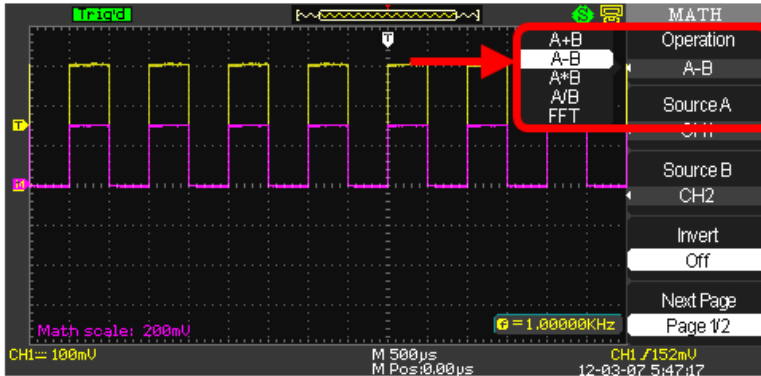 Trig'd
MATH
T
A+B
Operation
A-B
A-B
A*B
A/B
Source A
FFT
T
Source B
M
CH2
Invert
Off
Next Page
Math scale: 200mV
f = 1.00000KHz
Page 1/2
CH1 100mV
M 500µs
CH1 152mV
M Pos:0.00µs
12-03-07 5:47:17